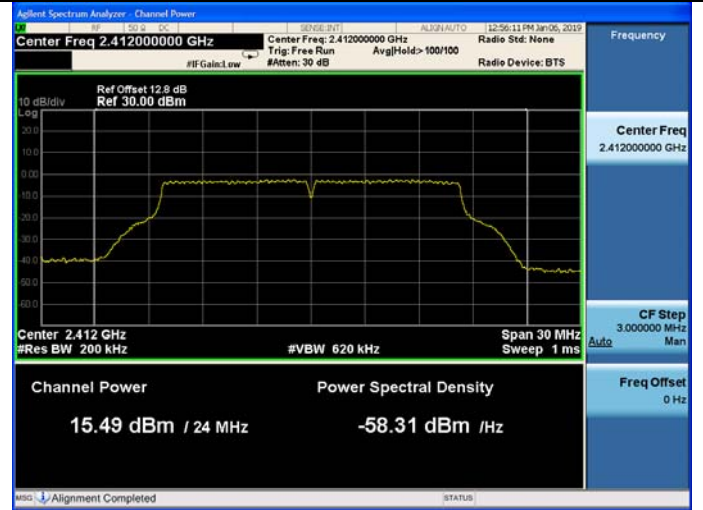 Agilent Spectrum Analyzer - Channel Power
RF 50 Ω DC SENSE:INT ALIGN AUTO 12:56:11 PM Jan 06, 2019
Center Freq 2.412000000 GHz
Center Freq: 2.412000000 GHz
Radio Std: None
Trig: Free Run Avg|Hold:> 100/100
#IFGain:Low #Atten: 30 dB Radio Device: BTS
Frequency
Ref Offset 12.8 dB
10 dB/div Ref 30.00 dBm
Log
20.0
10.0
0.00
-10.0
-20.0
-30.0
-40.0
-50.0
-60.0
Center 2.412 GHz Span 30 MHz
#Res BW 200 kHz #VBW 620 kHz Sweep 1 ms
Channel Power Power Spectral Density
15.49 dBm / 24 MHz -58.31 dBm /Hz
Center Freq
2.412000000 GHz
CF Step
3.000000 MHz
Auto Man
Freq Offset
0 Hz
MSG Alignment Completed STATUS